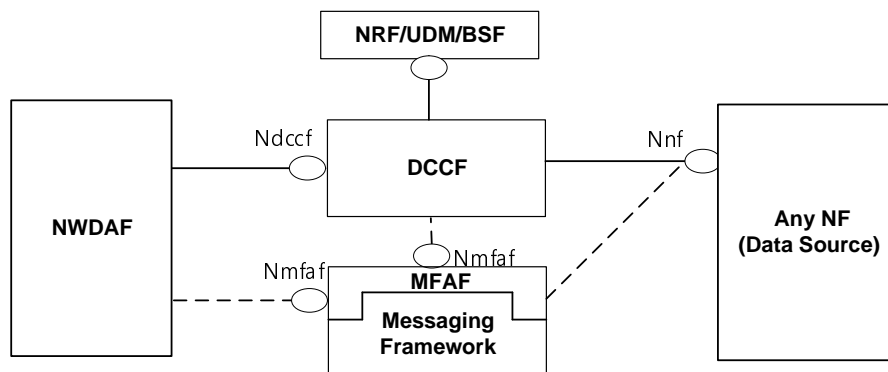 NRF/UDM/BSF
Ndccf
Nnf
DCCF
NWDAF
Any NF
(Data Source)
Nmfaf
Nmfaf
MFAF
Messaging
Framework